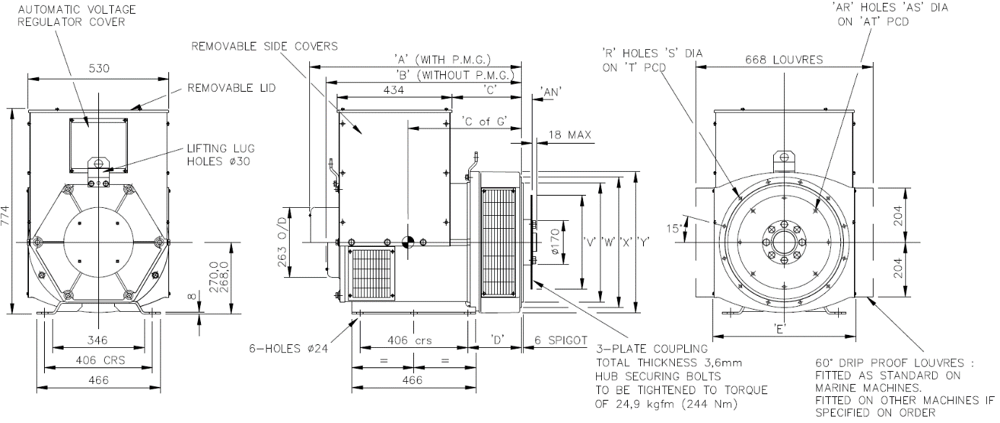 AUTOMATIC VOLTAGE
REGULATOR COVER
'AR' HOLES 'AS' DIA
ON 'AT' PCD
REMOVABLE SIDE COVERS
'R' HOLES 'S' DIA
ON 'T' PCD
530
'A' (WITH P.M.G.)
668 LOUVRES
'B' (WITHOUT P.M.G.)
REMOVABLE LID
434
'C'
'AN'
'C of G'
18 MAX
LIFTING LUG
HOLES ø30
774
263 O/D
ø170
'V'
'W'
'X'
'Y'
15°
204
204
270,0
268,0
8
346
406 CRS
466
6-HOLES ø24
406 crs
'D'
6 SPIGOT
= =
466
'E'
3-PLATE COUPLING
TOTAL THICKNESS 3,6mm
HUB SECURING BOLTS
TO BE TIGHTENED TO TORQUE
OF 24,9 kgfm (244 Nm)
60° DRIP PROOF LOUVRES :
FITTED AS STANDARD ON
MARINE MACHINES.
FITTED ON OTHER MACHINES IF
SPECIFIED ON ORDER